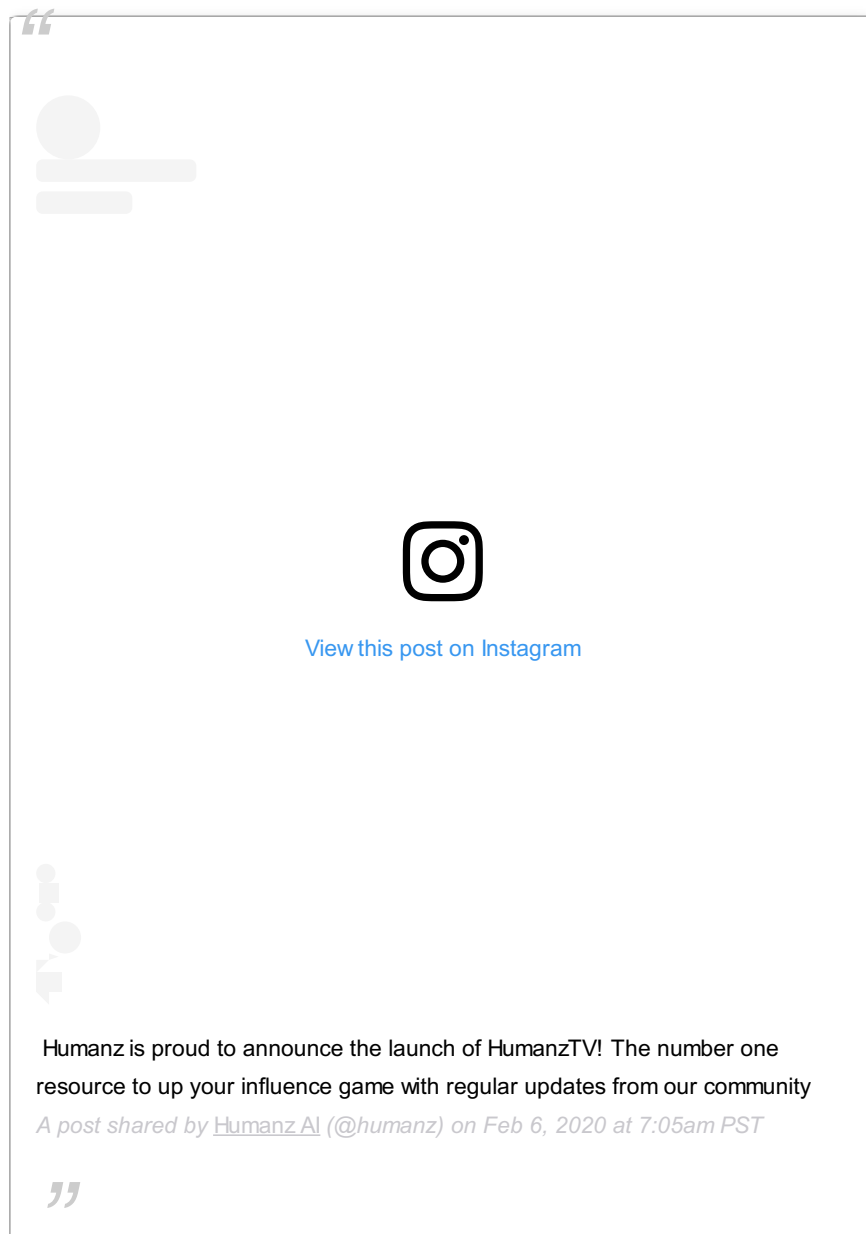 “
View this post on Instagram
Humanz is proud to announce the launch of HumanzTV! The number one
resource to up your influence game with regular updates from our community
A post shared by Humanz AI (@humanz) on Feb 6, 2020 at 7:05am PST
”